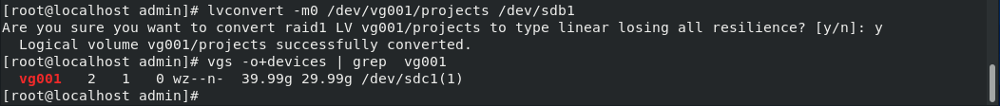 [root@localhost admin]# lvconvert -m0 /dev/vg001/projects /dev/sdb1
Are you sure you want to convert raid1 LV vg001/projects to type linear losing all resilience? [y/n]: y
  Logical volume vg001/projects successfully converted.
[root@localhost admin]# vgs -o+devices | grep  vg001
  vg001   2   1   0 wz--n-  39.99g 29.99g /dev/sdc1(1)
[root@localhost admin]#